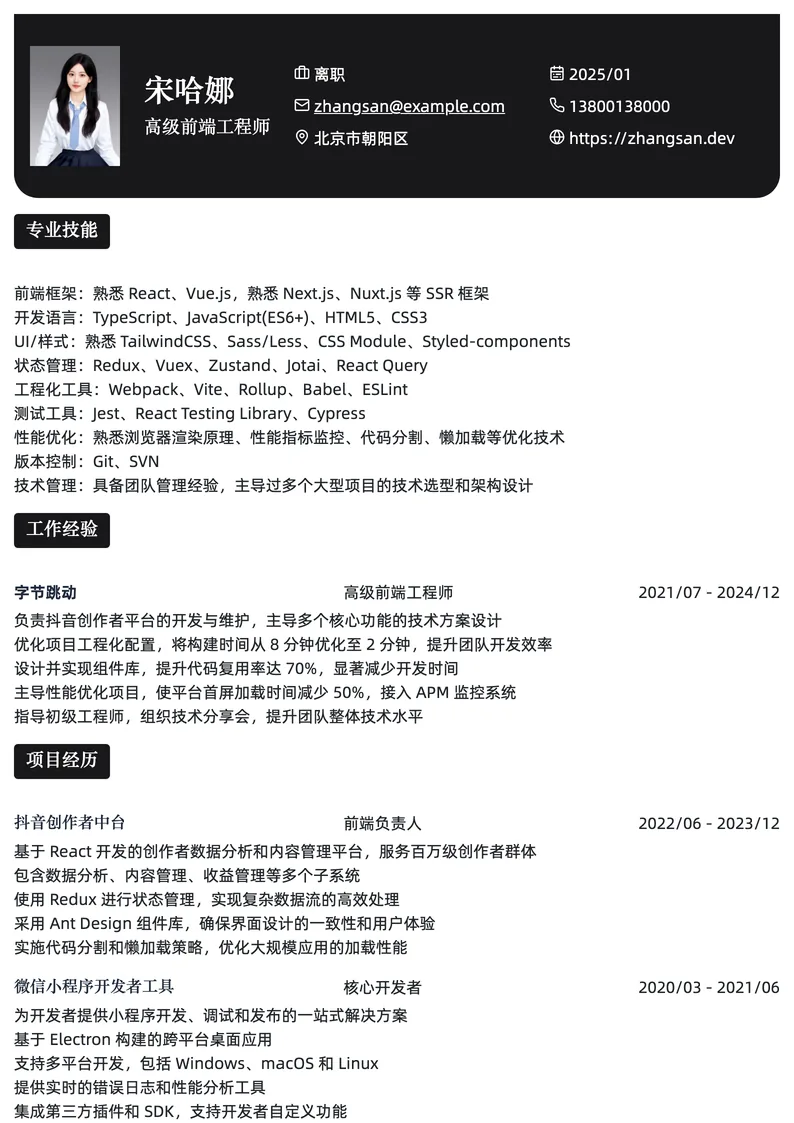 宋哈娜
高级前端工程师
离职
zhangsan@example.com
北京市朝阳区
2025/01
13800138000
https://zhangsan.dev
专业技能
前端框架：熟悉 React、Vue.js，熟悉 Next.js、Nuxt.js 等 SSR 框架
开发语言：TypeScript、JavaScript(ES6+)、HTML5、CSS3
UI/样式：熟悉 TailwindCSS、Sass/Less、CSS Module、Styled-components
状态管理：Redux、Vuex、Zustand、Jotai、React Query
工程化工具：Webpack、Vite、Rollup、Babel、ESLint
测试工具：Jest、React Testing Library、Cypress
性能优化：熟悉浏览器渲染原理、性能指标监控、代码分割、懒加载等优化技术
版本控制：Git、SVN
技术管理：具备团队管理经验，主导过多个大型项目的技术选型和架构设计
工作经验
字节跳动 高级前端工程师 2021/07 - 2024/12
负责抖音创作者平台的开发与维护，主导多个核心功能的技术方案设计
优化项目工程化配置，将构建时间从 8 分钟优化至 2 分钟，提升团队开发效率
设计并实现组件库，提升代码复用率达 70%，显著减少开发时间
主导性能优化项目，使平台首屏加载时间减少 50%，接入 APM 监控系统
指导初级工程师，组织技术分享会，提升团队整体技术水平
项目经历
抖音创作者中台 前端负责人 2022/06 - 2023/12
基于 React 开发的创作者数据分析和内容管理平台，服务百万级创作者群体
包含数据分析、内容管理、收益管理等多个子系统
使用 Redux 进行状态管理，实现复杂数据流的高效处理
采用 Ant Design 组件库，确保界面设计的一致性和用户体验
实施代码分割和懒加载策略，优化大规模应用的加载性能
微信小程序开发者工具 核心开发者 2020/03 - 2021/06
为开发者提供小程序开发、调试和发布的一站式解决方案
基于 Electron 构建的跨平台桌面应用
支持多平台开发，包括 Windows、macOS 和 Linux
提供实时的错误日志和性能分析工具
集成第三方插件和 SDK，支持开发者自定义功能